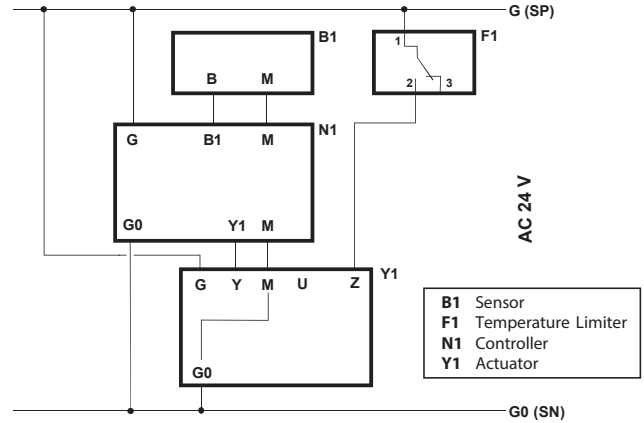 G (SP)
B1
F1
1
2 3
B M
N1
G B1 M
AC 24 V
G0 Y1 M
Y1
G Y M U Z
G0
B1 Sensor
F1 Temperature Limiter
N1 Controller
Y1 Actuator
G0 (SN)